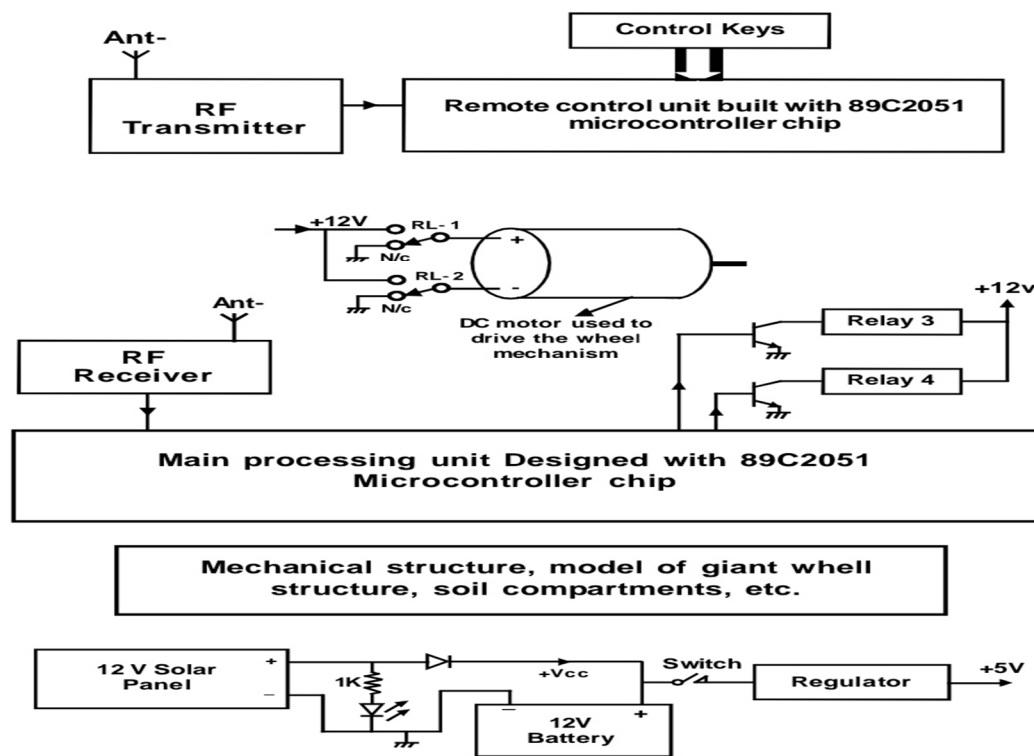 Ant-
Control Keys
RF
Transmitter
Remote control unit built with 89C2051
microcontroller chip
+12V
RL-1
N/c
+
RL-2
N/c
-
DC motor used to
drive the wheel
mechanism
Ant-
RF
Receiver
+12v
Relay 3
Relay 4
Main processing unit Designed with 89C2051
Microcontroller chip
Mechanical structure, model of giant whell
structure, soil compartments, etc.
12 V Solar
Panel
+
−
1K
+Vcc
Switch
Regulator
+5V
−
+
12V
Battery